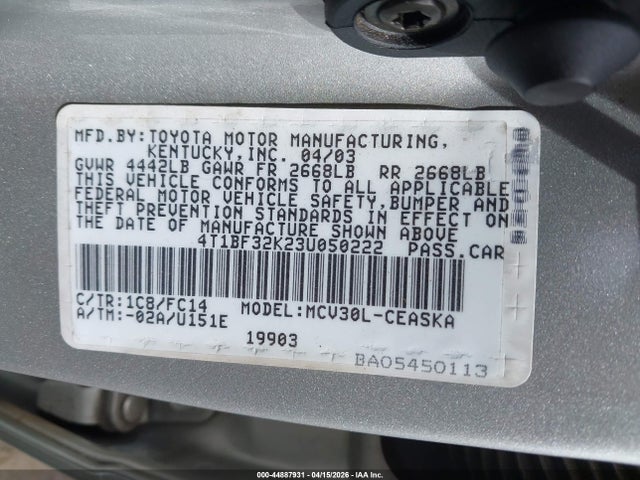 MFD.BY:TOYOTA MOTOR MANUFACTURING,
KENTUCKY,INC. 04/03
GVWR 4442LB GAWR FR 2668LB RR 2668LB
THIS VEHICLE CONFORMS TO ALL APPLICABLE
FEDERAL MOTOR VEHICLE SAFETY,BUMPER AND
THEFT PREVENTION STANDARDS IN EFFECT ON
THE DATE OF MANUFACTURE SHOWN ABOVE
4T1BF32K23U050222 PASS.CAR
C/TR:1C8/FC14 MODEL:MCV30L-CEASKA
A/TM:-02A/U151E
19903
BA05450113
000-44887931 - 04/15/2026 - IAA Inc.